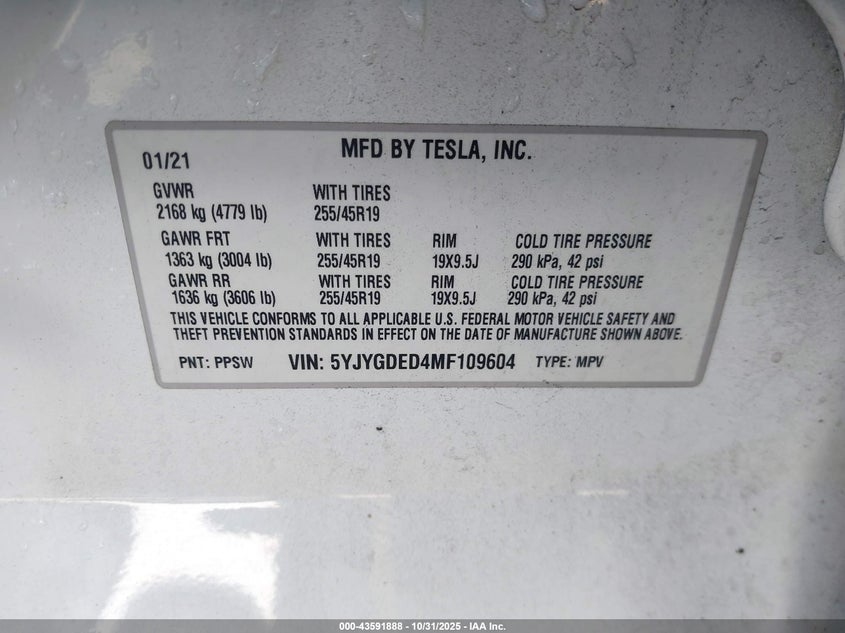 MFD BY TESLA, INC.
01/21
GVWR WITH TIRES
2168 kg (4779 lb) 255/45R19
GAWR FRT WITH TIRES RIM COLD TIRE PRESSURE
1363 kg (3004 lb) 255/45R19 19X9.5J 290 kPa, 42 psi
GAWR RR WITH TIRES RIM COLD TIRE PRESSURE
1636 kg (3606 lb) 255/45R19 19X9.5J 290 kPa, 42 psi
THIS VEHICLE CONFORMS TO ALL APPLICABLE U.S. FEDERAL MOTOR VEHICLE SAFETY AND
THEFT PREVENTION STANDARDS IN EFFECT ON THE DATE OF MANUFACTURE SHOWN ABOVE.
PNT: PPSW VIN: 5YJYGDED4MF109604 TYPE: MPV
000-43591888 - 10/31/2025 - IAA Inc.